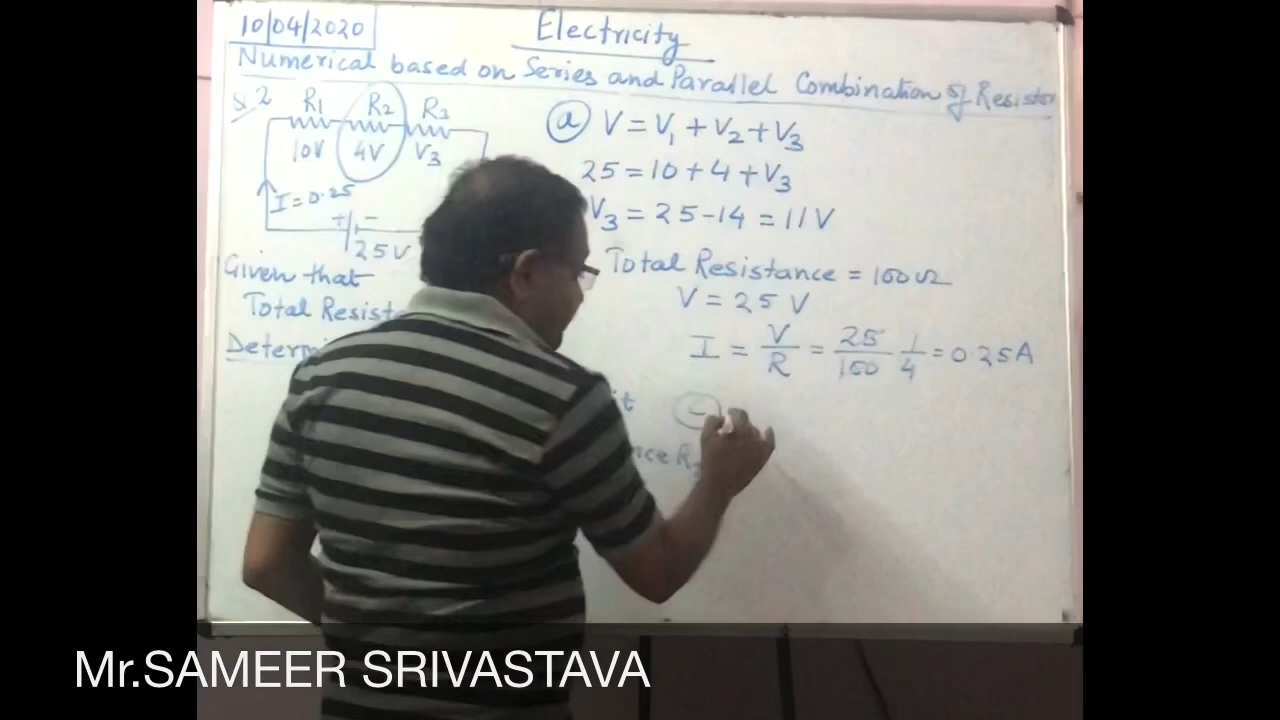 10/04/2020
Electricity
Numerical based on Series and Parallel Combination of Resistor
Q.2
R1 R2 R3
10V 4V V3
I = 0.25
+ -
25V
Given that
Total Resist
Determi
a V = V1 + V2 + V3
25 = 10 + 4 + V3
V3 = 25 - 14 = 11V
Total Resistance = 100Ω
V = 25 V
I = V/R = 25/100 1/4 = 0.25A
Mr.SAMEER SRIVASTAVA